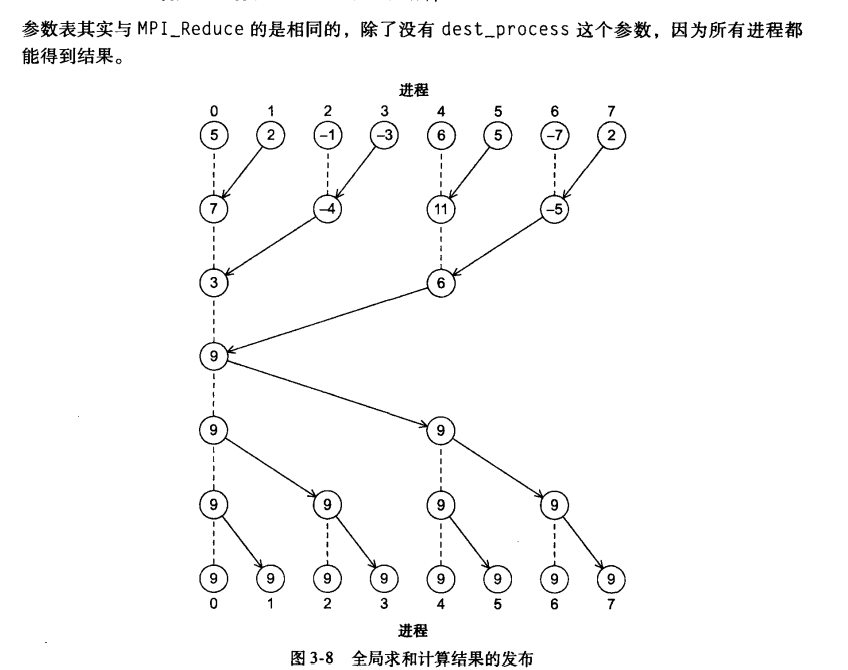 参数表其实与 MPI_Reduce 的是相同的，除了没有 dest_process 这个参数，因为所有进程都
能得到结果。
进程
0 1 2 3 4 5 6 7
5 2 -1 -3 6 5 -7 2
7 -4 11 -5
3 6
9
9 9
9 9 9 9
9 9 9 9 9 9 9 9
0 1 2 3 4 5 6 7
进程
图 3-8 全局求和计算结果的发布